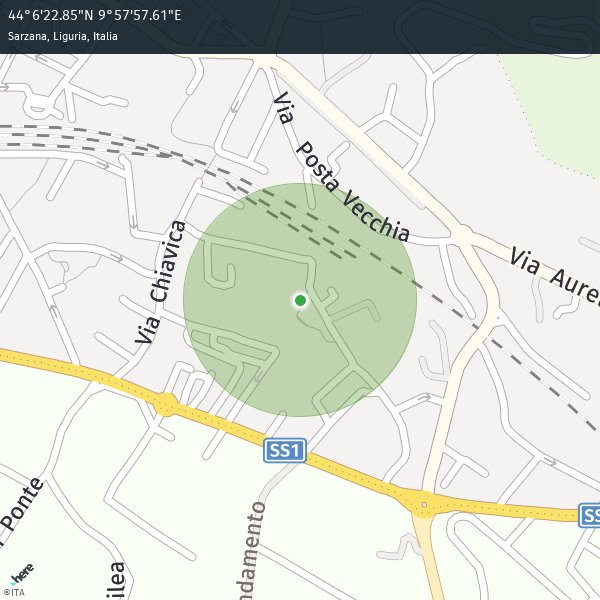 44°6'22.85"N 9°57'57.61"E
Sarzana, Liguria, Italia
Via Posta Vecchia
Via Chiavica
Via Aure
SS1
SS
Ponte
ndamento
ilea
here
©ITA